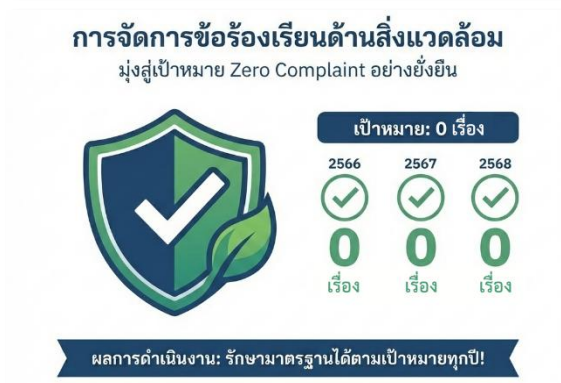 การจัดการข้อร้องเรียนด้านสิ่งแวดล้อม
มุ่งสู่เป้าหมาย Zero Complaint อย่างยั่งยืน
เป้าหมาย: 0 เรื่อง
2566 2567 2568
0 0 0
เรื่อง เรื่อง เรื่อง
ผลการดำเนินงาน: รักษามาตรฐานได้ตามเป้าหมายทุกปี!